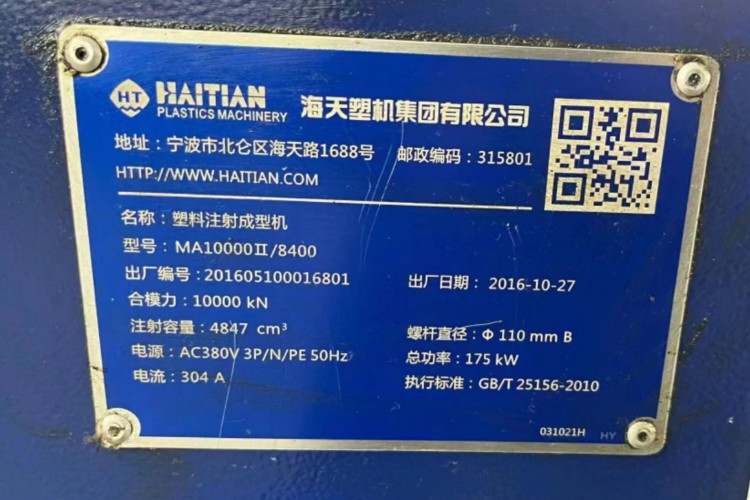 HT HAITIAN
PLASTICS MACHINERY
海天塑机集团有限公司
地址：宁波市北仑区海天路1688号 邮政编码：315801
HTTP://WWW.HAITIAN.COM
名称：塑料注射成型机
型号：MA10000Ⅱ/8400
出厂编号：201605100016801 出厂日期：2016-10-27
合模力：10000 kN
注射容量：4847 cm³ 螺杆直径：Φ 110 mm B
电源：AC380V 3P/N/PE 50Hz 总功率：175 kW
电流：304 A 执行标准：GB/T 25156-2010
031021H HY